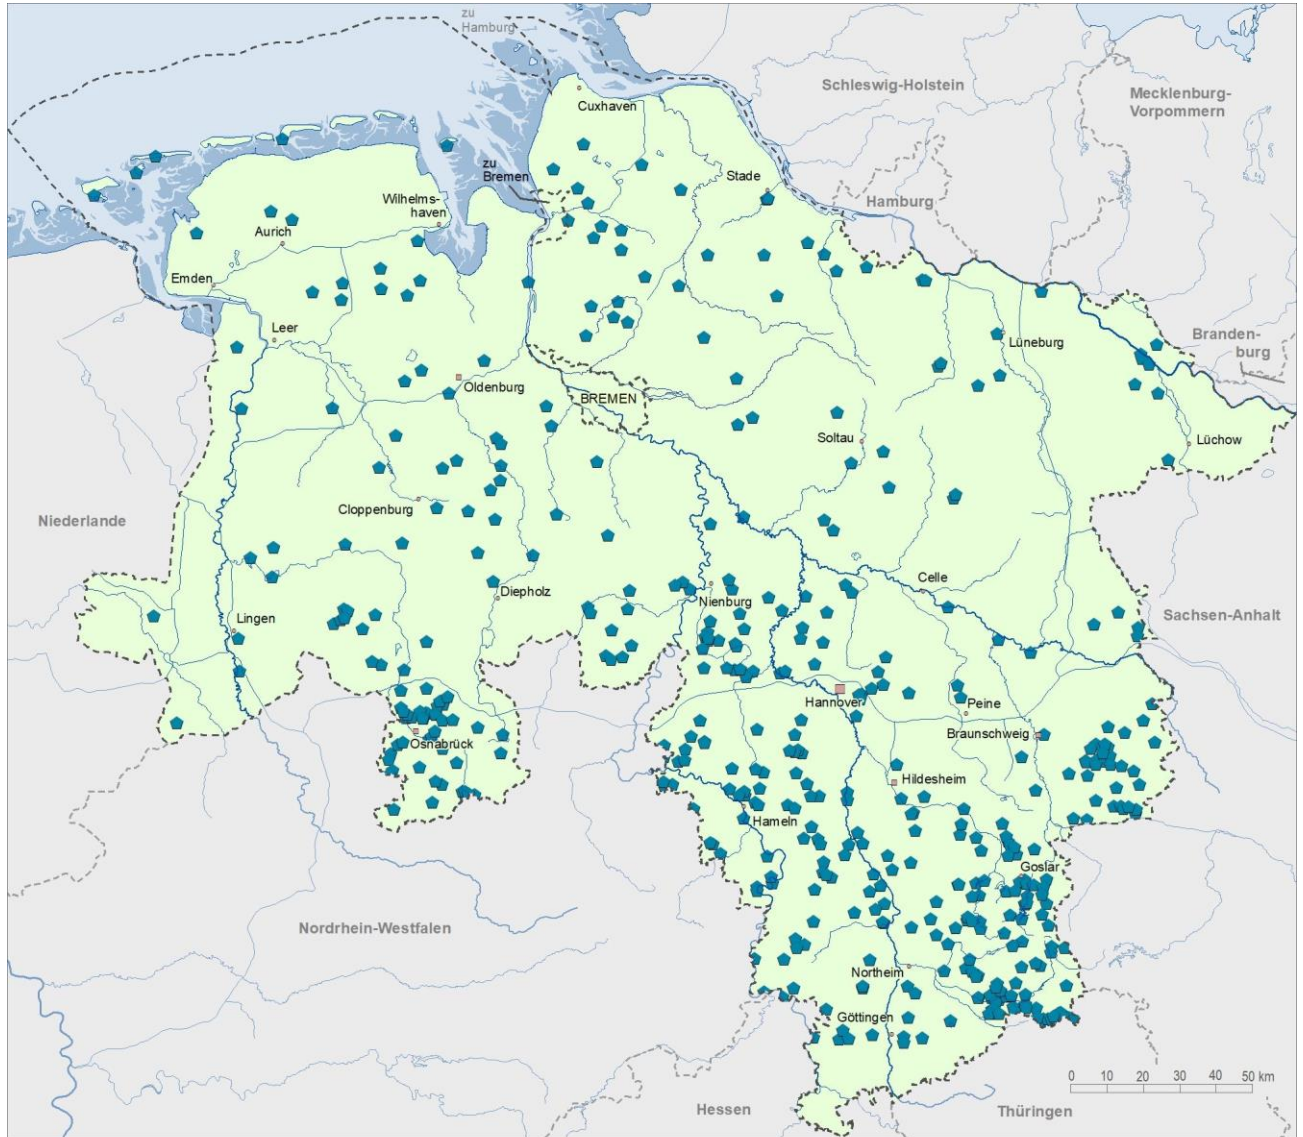 zu
Hamburg
Schleswig-Holstein
Mecklenburg-
Vorpommern
Cuxhaven
zu
Bremen
Stade
Hamburg
Wilhelms-
haven
Aurich
Emden
Leer
Lüneburg
Branden-
burg
Oldenburg
BREMEN
Soltau
Lüchow
Cloppenburg
Niederlande
Celle
Diepholz
Nienburg
Sachsen-Anhalt
Lingen
Hannover
Peine
Osnabrück
Braunschweig
Hildesheim
Hameln
Goslar
Nordrhein-Westfalen
Northeim
Göttingen
0 10 20 30 40 50 km
Hessen
Thüringen